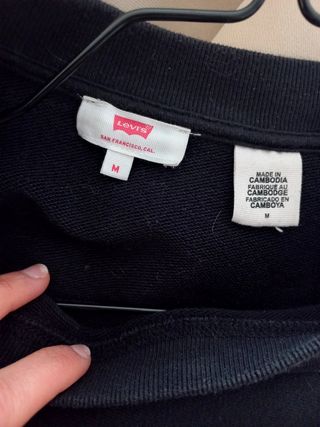 Levi's
SAN FRANCISCO, CAL.
M
MADE IN
CAMBODIA
FABRIQUE AU
CAMBODGE
FABRICADO EN
CAMBOYA
M